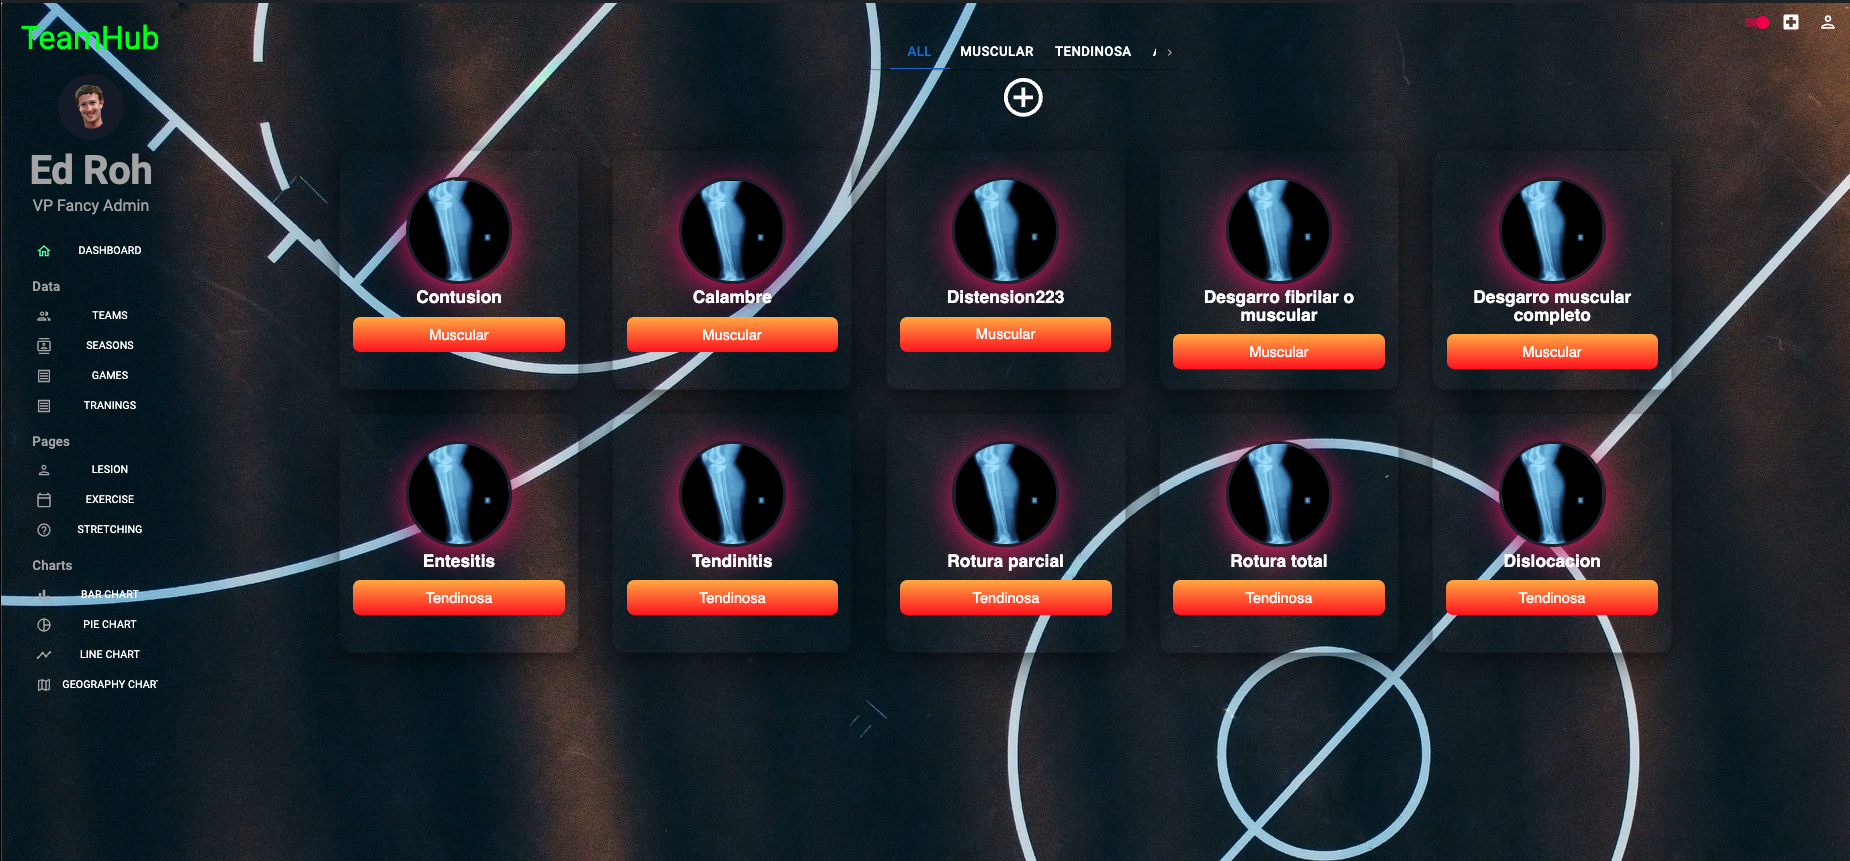 TeamHub
ALL MUSCULAR TENDINOSA
Ed Roh
VP Fancy Admin
DASHBOARD
Data
TEAMS
SEASONS
GAMES
TRANINGS
Pages
LESION
EXERCISE
STRETCHING
Charts
BAR CHART
PIE CHART
LINE CHART
GEOGRAPHY CHAR
Contusion
Muscular
Calambre
Muscular
Distension223
Muscular
Desgarro fibrilar o
muscular
Muscular
Desgarro muscular
completo
Muscular
Entesitis
Tendinosa
Tendinitis
Tendinosa
Rotura parcial
Tendinosa
Rotura total
Tendinosa
Dislocacion
Tendinosa